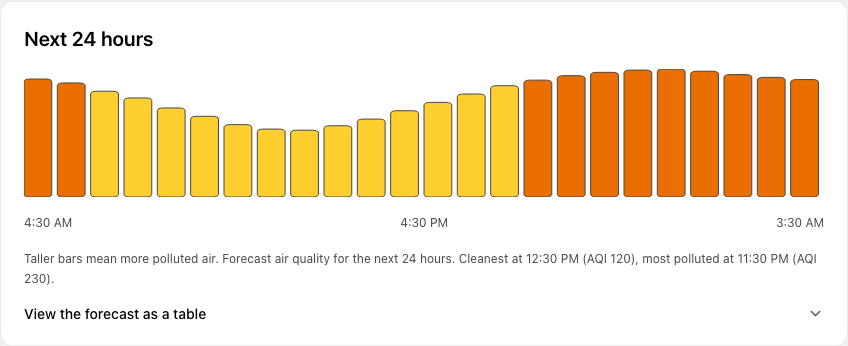 Next 24 hours
4:30 AM
4:30 PM
3:30 AM
Taller bars mean more polluted air. Forecast air quality for the next 24 hours. Cleanest at 12:30 PM (AQI 120), most polluted at 11:30 PM (AQI
230).
View the forecast as a table